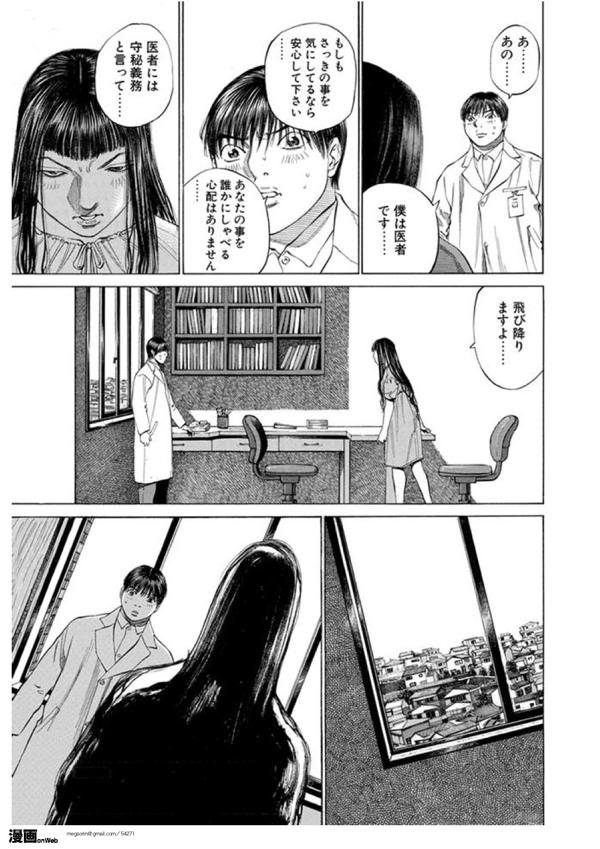 あ…
あの……
僕は医者
です……
もしも
さっきの事を
気にしてるなら
安心して下さい
……
あなたの事を
誰かにしゃべる
心配はありません
……
医者には
守秘義務
と言って
……
飛び降り
ますよ……
漫画onWeb
megaorin@gmail.com／54271